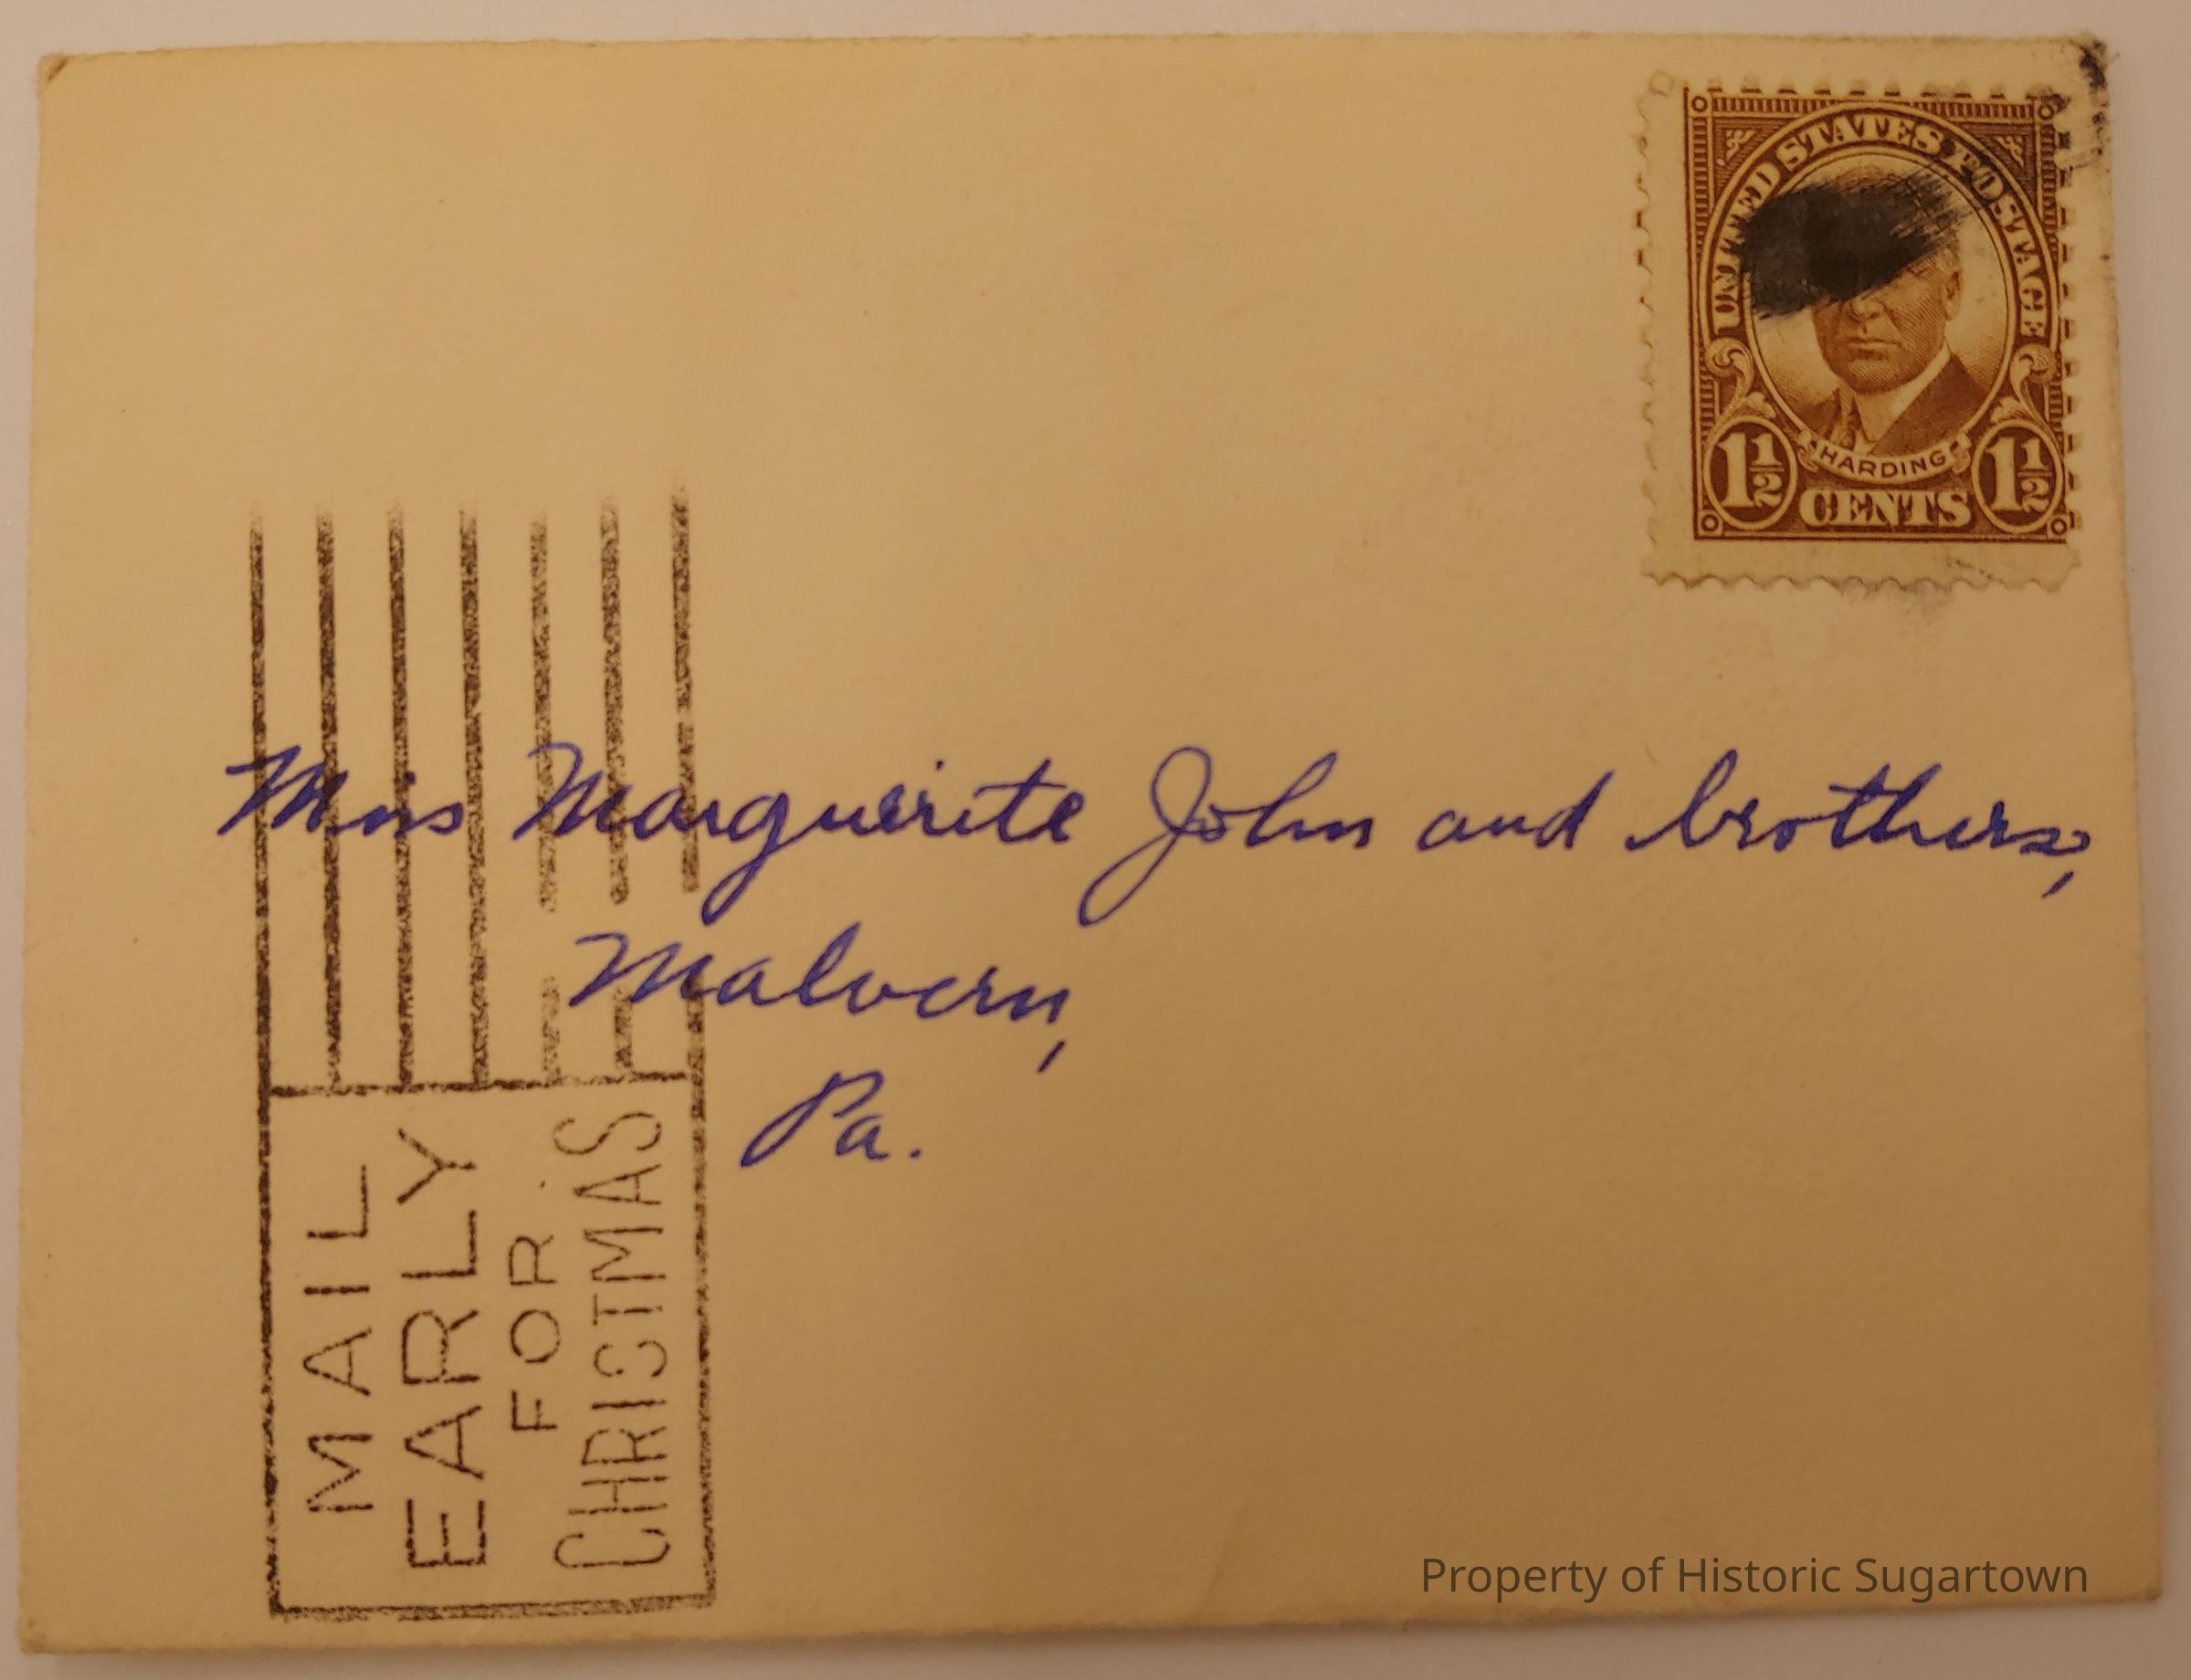 UNITED STATES POSTAGE
HARDING
1½ CENTS 1½
Miss Marguerite John and brothers,
Malvern,
Pa.
MAIL
EARLY
FOR
CHRISTMAS
Property of Historic Sugartown